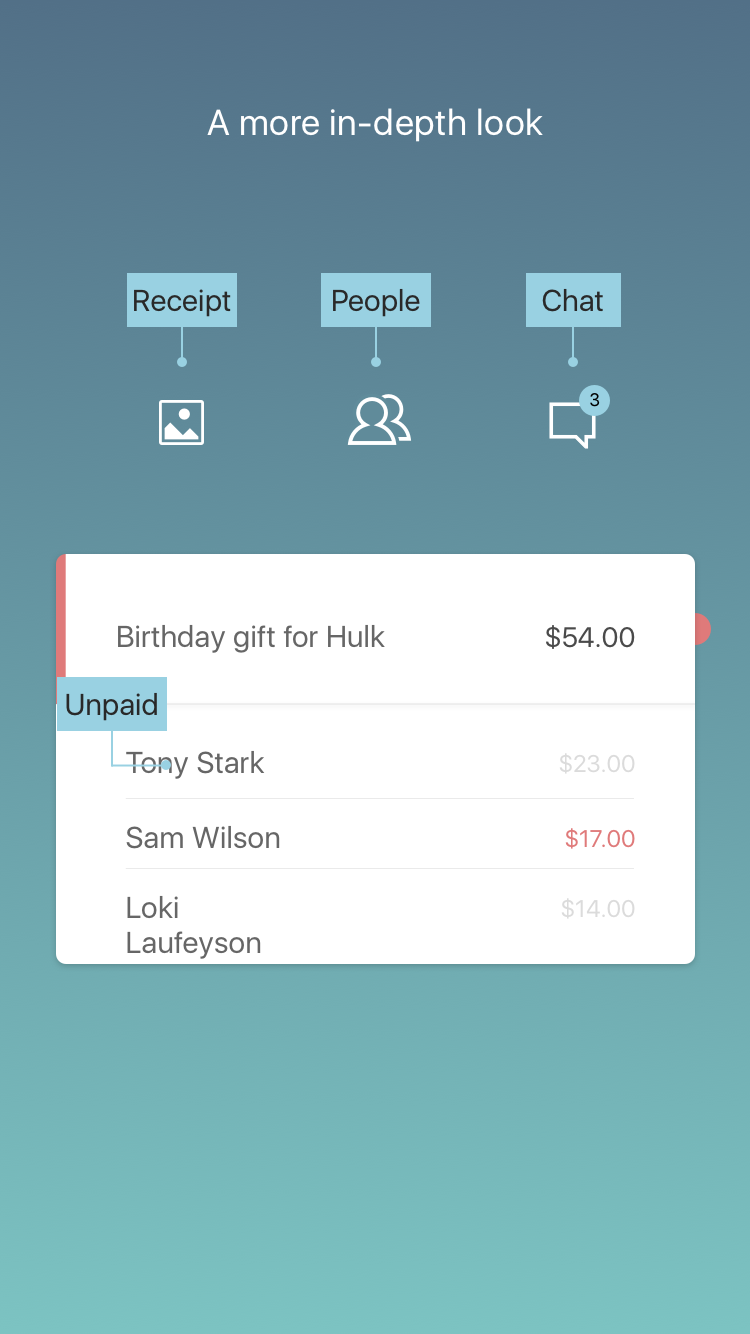 A more in-depth look
Receipt
People
Chat
3
Birthday gift for Hulk
$54.00
Unpaid
Tony Stark
$23.00
Sam Wilson
$17.00
Loki
$14.00
Laufeyson